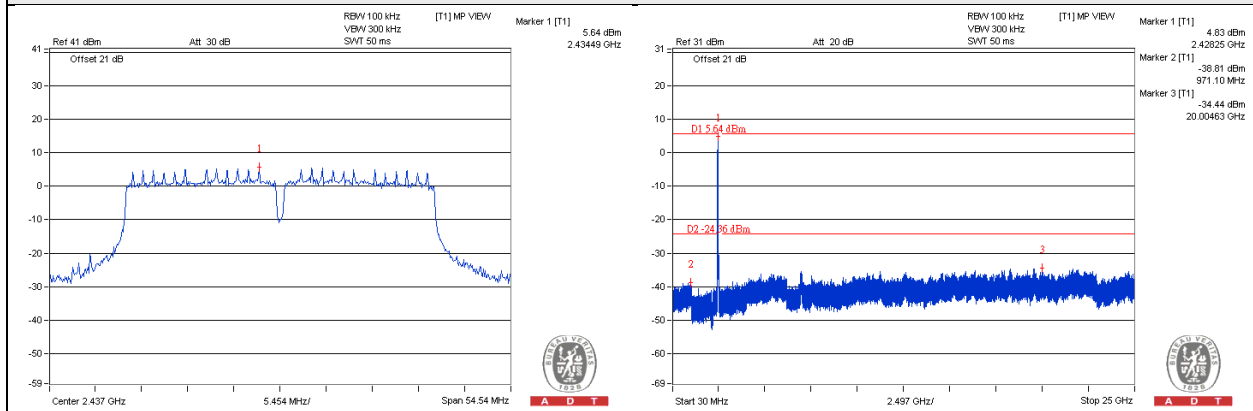 RBW 100 kHz [T1] MP VIEW
VBW 300 kHz
Ref 41 dBm Att 30 dB SWT 50 ms
Marker 1 [T1]
5.64 dBm
2.43449 GHz
41
Offset 21 dB
30
20
10
1
0
-10
-20
-30
-40
-50
-59
Center 2.437 GHz 5.454 MHz/ Span 54.54 MHz
BUREAU VERITAS
1828
A D T
RBW 100 kHz [T1] MP VIEW
VBW 300 kHz
Ref 31 dBm Att 20 dB SWT 50 ms
Marker 1 [T1]
4.83 dBm
2.42825 GHz
Marker 2 [T1]
-38.81 dBm
971.10 MHz
Marker 3 [T1]
-34.44 dBm
20.00463 GHz
31
Offset 21 dB
20
10
1
D1 5.64 dBm
0
-10
-20
D2 -24.36 dBm
3
2
-30
-40
-50
-60
-69
Start 30 MHz 2.497 GHz/ Stop 25 GHz
BUREAU VERITAS
1828
A D T